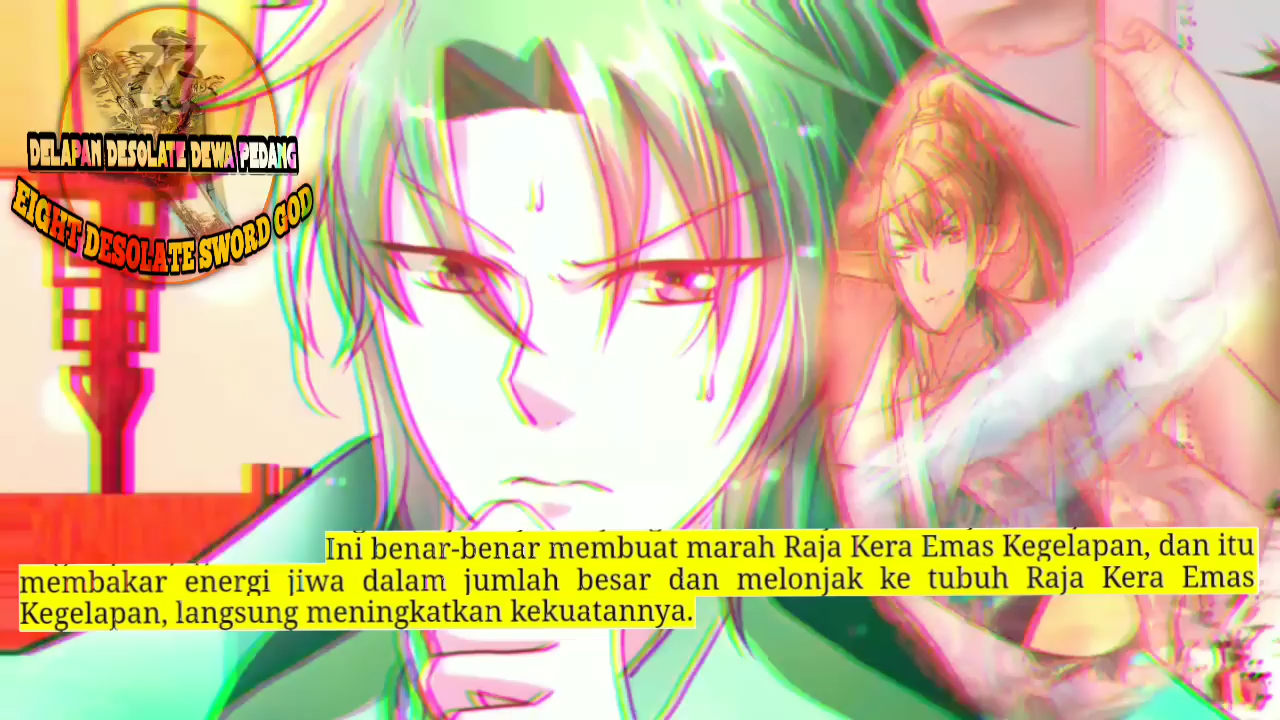 DELAPAN DESOLATE DEWA PEDANG
EIGHT DESOLATE SWORD GOD
Ini benar-benar membuat marah Raja Kera Emas Kegelapan, dan itu
membakar energi jiwa dalam jumlah besar dan melonjak ke tubuh Raja Kera Emas
Kegelapan, langsung meningkatkan kekuatannya.